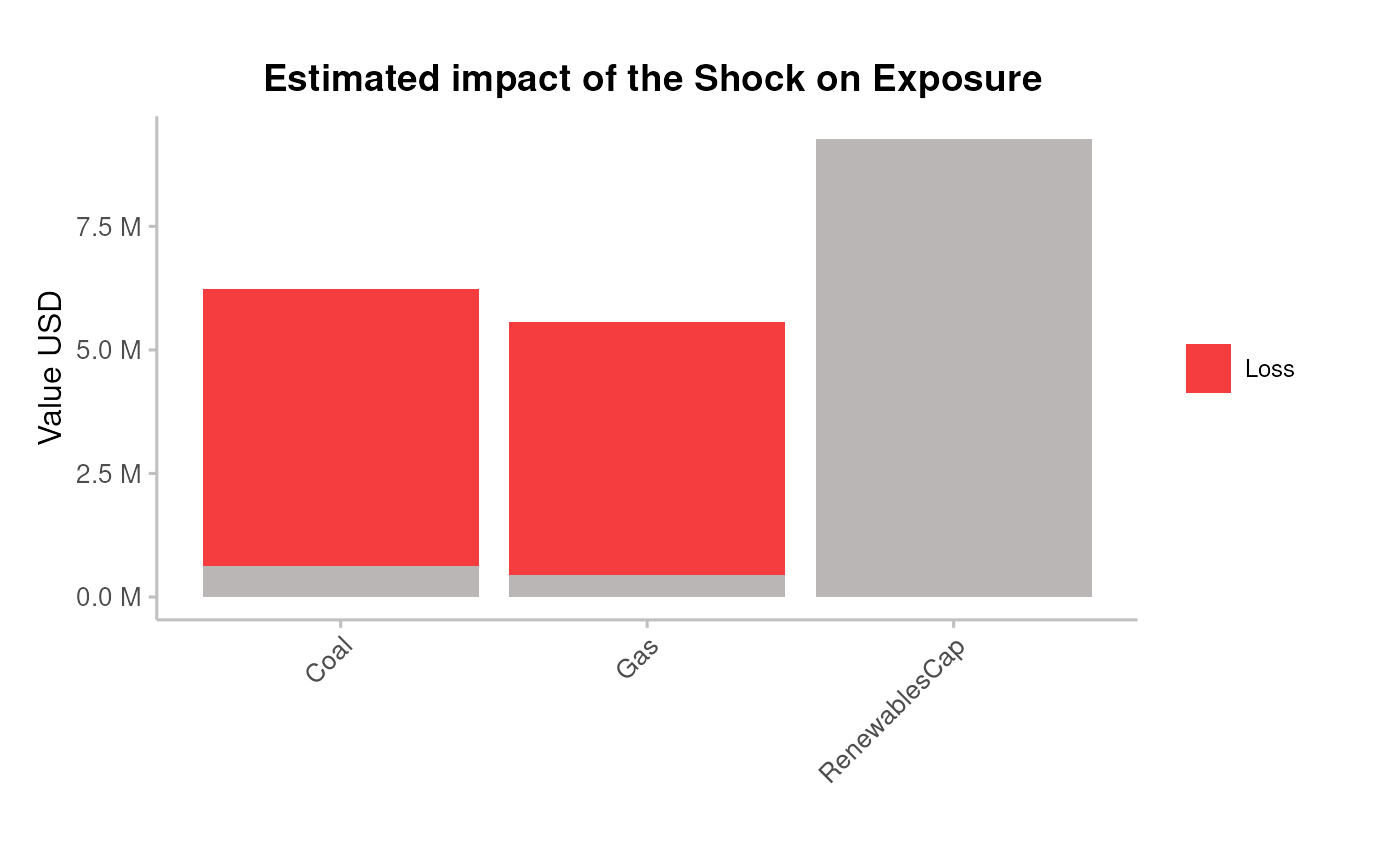 Estimated impact of the Shock on Exposure
Value USD
7.5 M
5.0 M
2.5 M
0.0 M
Coal
Gas
RenewablesCap
Loss